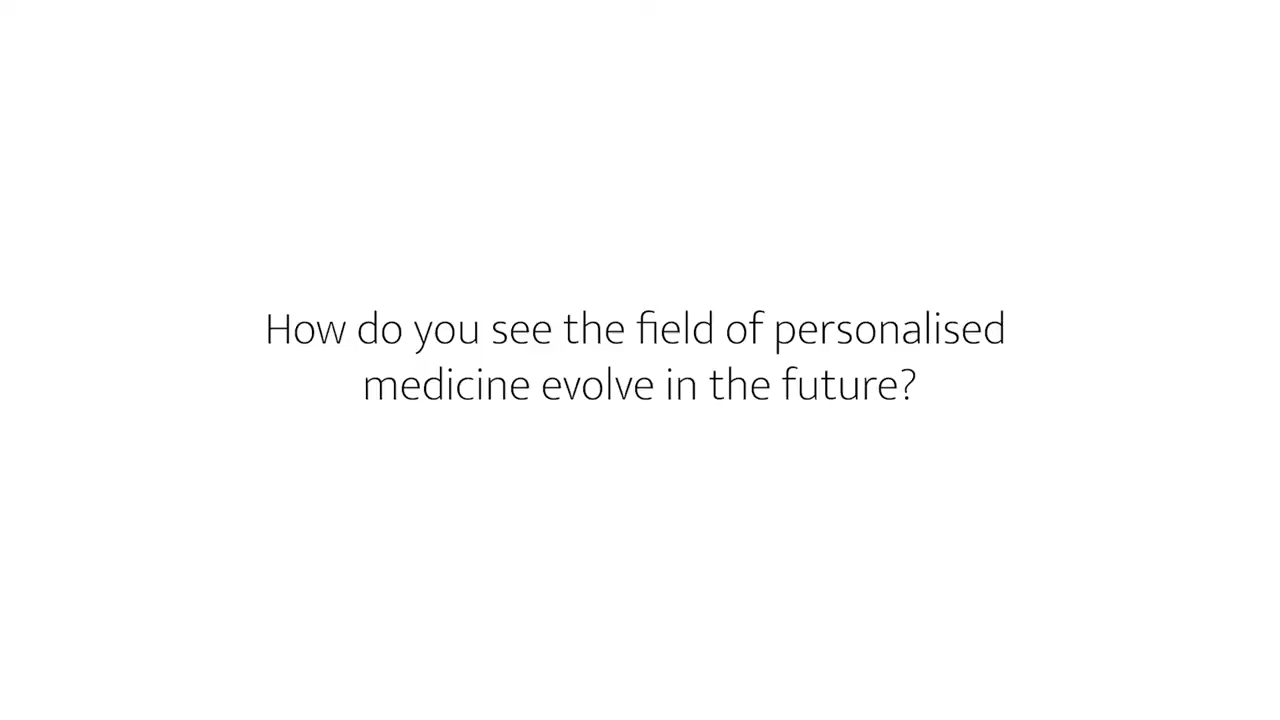 How do you see the field of personalised
medicine evolve in the future?